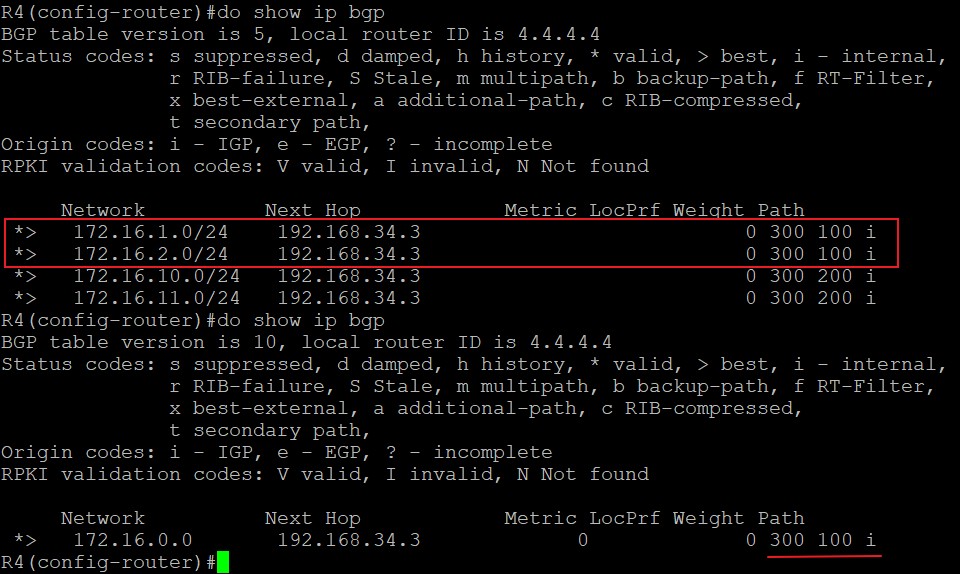 R4(config-router)#do show ip bgp
BGP table version is 5, local router ID is 4.4.4.4
Status codes: s suppressed, d damped, h history, * valid, > best, i - internal,
              r RIB-failure, S Stale, m multipath, b backup-path, f RT-Filter,
              x best-external, a additional-path, c RIB-compressed,
              t secondary path,
Origin codes: i - IGP, e - EGP, ? - incomplete
RPKI validation codes: V valid, I invalid, N Not found

     Network          Next Hop            Metric LocPrf Weight Path
 *>   172.16.1.0/24    192.168.34.3                           0 300 100 i
 *>   172.16.2.0/24    192.168.34.3                           0 300 100 i
 *>   172.16.10.0/24   192.168.34.3                           0 300 200 i
 *>   172.16.11.0/24   192.168.34.3                           0 300 200 i
R4(config-router)#do show ip bgp
BGP table version is 10, local router ID is 4.4.4.4
Status codes: s suppressed, d damped, h history, * valid, > best, i - internal,
              r RIB-failure, S Stale, m multipath, b backup-path, f RT-Filter,
              x best-external, a additional-path, c RIB-compressed,
              t secondary path,
Origin codes: i - IGP, e - EGP, ? - incomplete
RPKI validation codes: V valid, I invalid, N Not found

     Network          Next Hop            Metric LocPrf Weight Path
 *>   172.16.0.0       192.168.34.3             0             0 300 100 i
R4(config-router)#